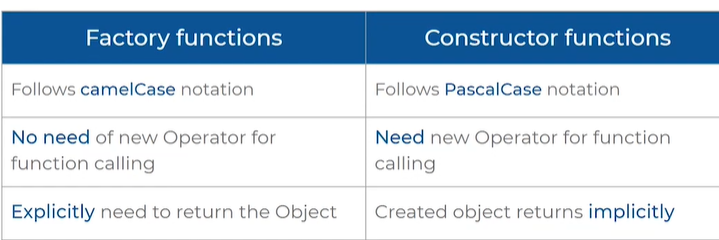 Factory functions
Constructor functions
Follows camelCase notation
Follows PascalCase notation
No need of new Operator for
function calling
Need new Operator for function
calling
Explicitly need to return the Object
Created object returns implicitly